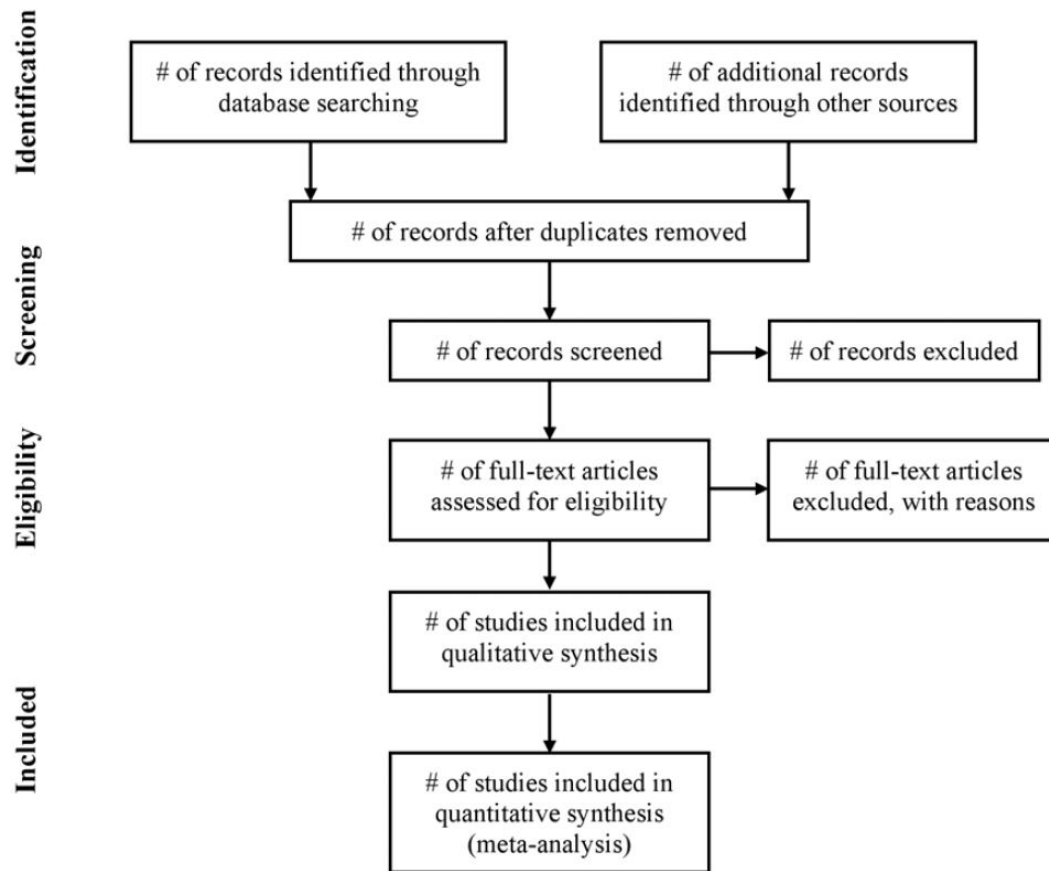 Identification
# of records identified through
database searching
# of additional records
identified through other sources
# of records after duplicates removed
Screening
# of records screened
# of records excluded
Eligibility
# of full-text articles
assessed for eligibility
# of full-text articles
excluded, with reasons
Included
# of studies included in
qualitative synthesis
# of studies included in
quantitative synthesis
(meta-analysis)